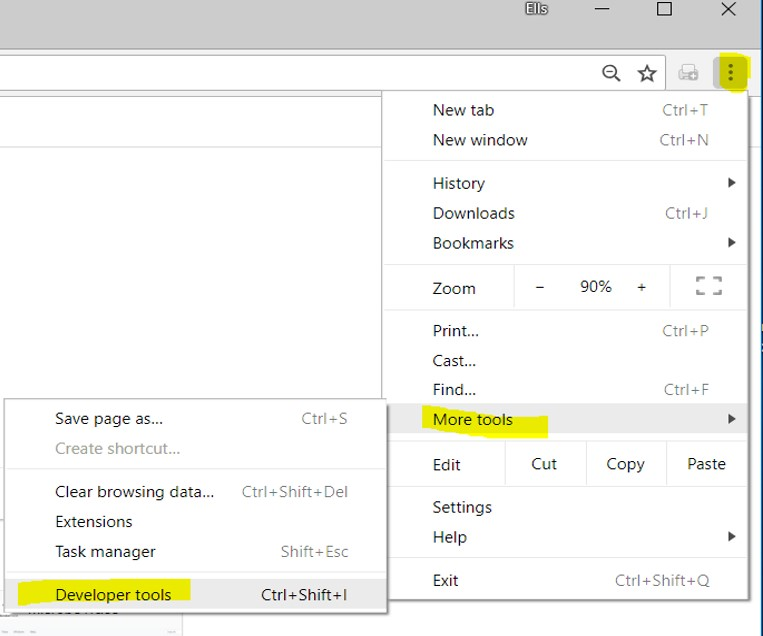 Ells
New tab Ctrl+T
New window Ctrl+N
History
Downloads Ctrl+J
Bookmarks
Zoom - 90% +
Print... Ctrl+P
Cast...
Find... Ctrl+F
More tools
Edit Cut Copy Paste
Settings
Help
Exit Ctrl+Shift+Q
Save page as... Ctrl+S
Create shortcut...
Clear browsing data... Ctrl+Shift+Del
Extensions
Task manager Shift+Esc
Developer tools Ctrl+Shift+I